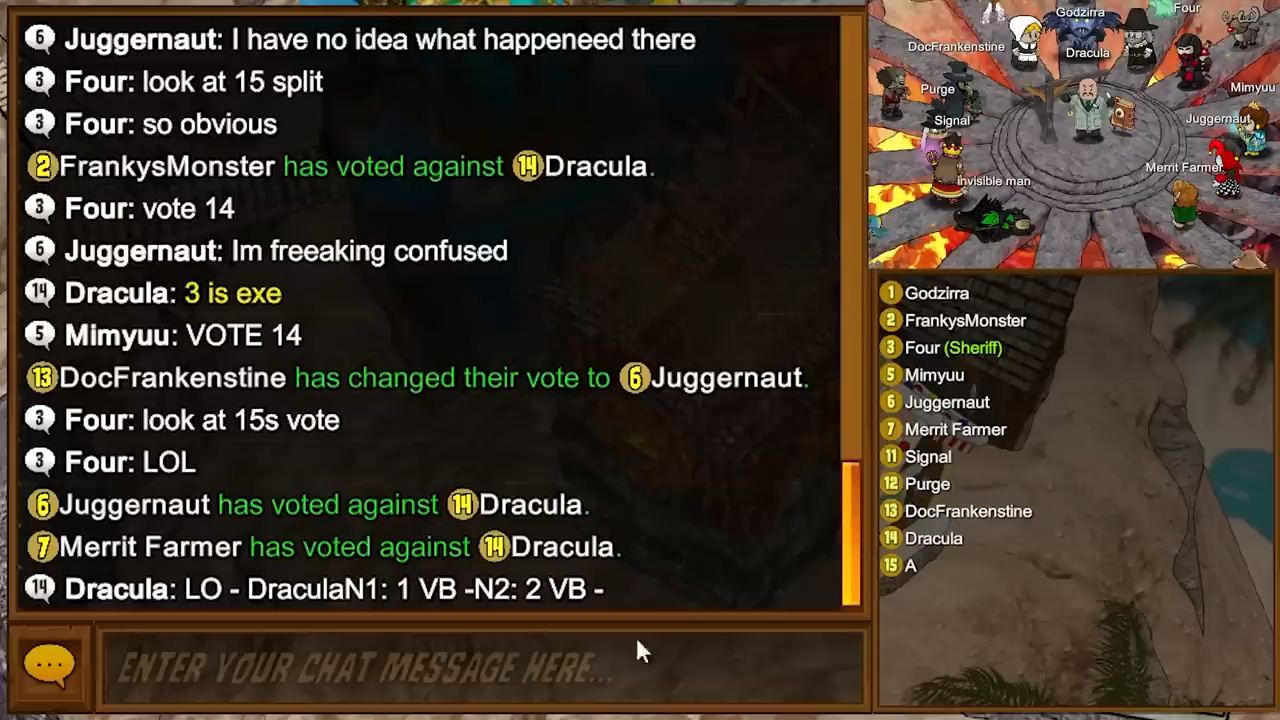 6 Juggernaut: I have no idea what happeneed there
3 Four: look at 15 split
3 Four: so obvious
2 FrankysMonster has voted against 14 Dracula.
3 Four: vote 14
6 Juggernaut: Im freeaking confused
14 Dracula: 3 is exe
5 Mimyuu: VOTE 14
13 DocFrankenstine has changed their vote to 6 Juggernaut.
3 Four: look at 15s vote
3 Four: LOL
6 Juggernaut has voted against 14 Dracula.
7 Merrit Farmer has voted against 14 Dracula.
14 Dracula: LO - DraculaN1: 1 VB -N2: 2 VB -
ENTER YOUR CHAT MESSAGE HERE...
Godzirra
Four
DocFrankenstine
Dracula
Purge
Mimyuu
Signal
Juggernaut
Merrit Farmer
invisible man
1 Godzirra
2 FrankysMonster
3 Four (Sheriff)
5 Mimyuu
6 Juggernaut
7 Merrit Farmer
11 Signal
12 Purge
13 DocFrankenstine
14 Dracula
15 A